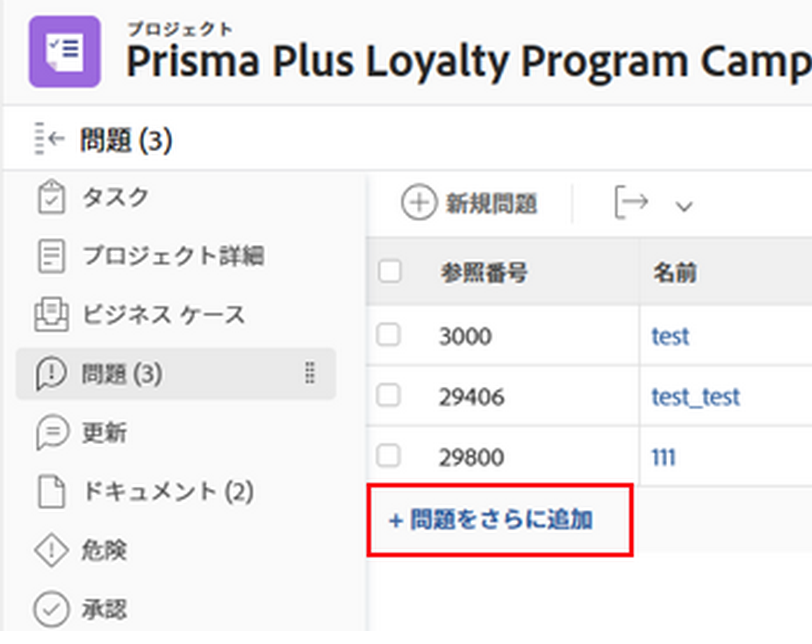 プロジェクト
Prisma Plus Loyalty Program Camp
問題 (3)
タスク
プロジェクト詳細
ビジネス ケース
問題 (3)
更新
ドキュメント (2)
危険
承認
新規問題
参照番号 名前
3000 test
29406 test_test
29800 111
+ 問題をさらに追加